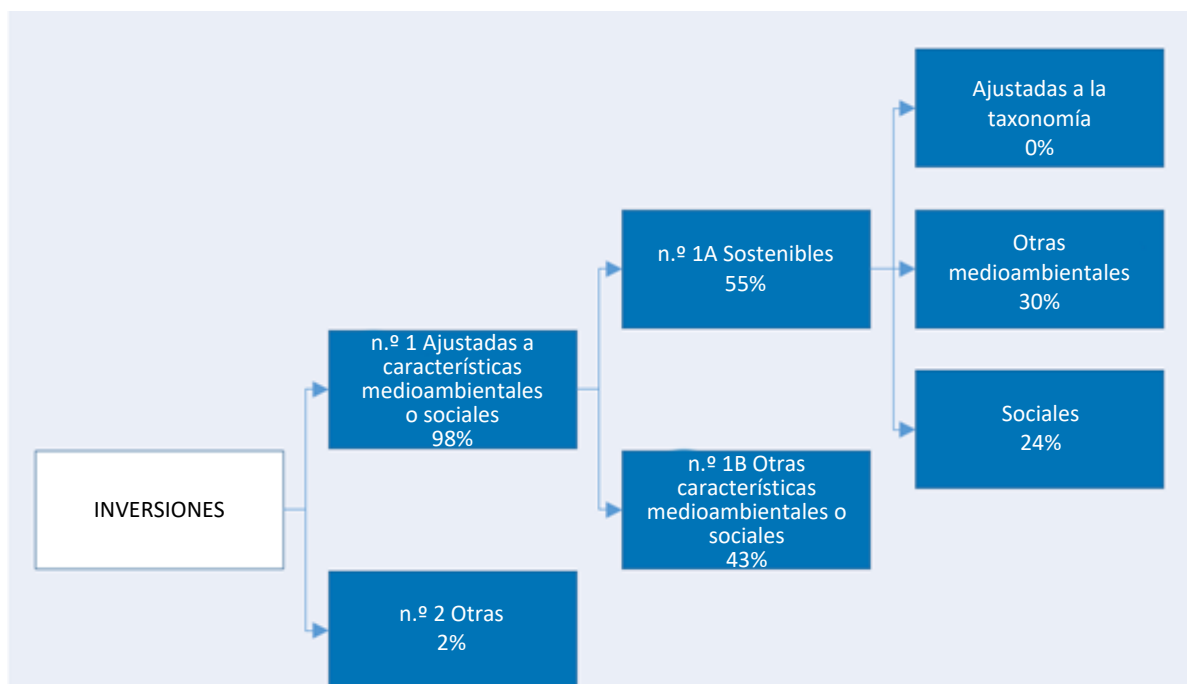 Ajustadas a la
taxonomía
0%
n.º 1A Sostenibles
55%
Otras
medioambientales
30%
n.º 1 Ajustadas a
características
medioambientales
o sociales
98%
Sociales
24%
n.º 1B Otras
características
medioambientales o
sociales
43%
INVERSIONES
n.º 2 Otras
2%